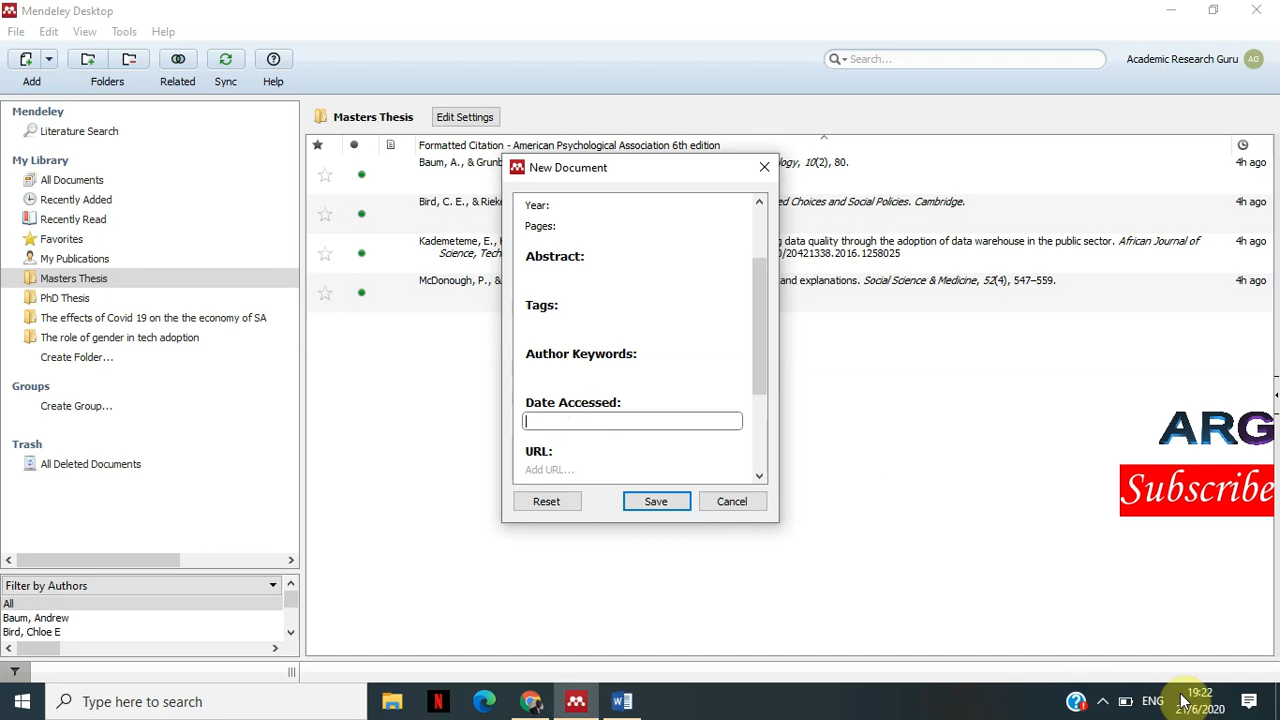 Mendeley Desktop
File Edit View Tools Help
Add Folders Related Sync Help
Search...
Academic Research Guru AG
Mendeley
Literature Search
My Library
All Documents
Recently Added
Recently Read
Favorites
My Publications
Masters Thesis
PhD Thesis
The effects of Covid 19 on the the economy of SA
The role of gender in tech adoption
Create Folder...
Groups
Create Group...
Trash
All Deleted Documents
Filter by Authors
All
Baum, Andrew
Bird, Chloe E
Masters Thesis Edit Settings
Formatted Citation - American Psychological Association 6th edition
Baum, A., & Grunb ogy, 10(2), 80. 4h ago
Bird, C. E., & Rieke ed Choices and Social Policies. Cambridge. 4h ago
Kademeteme, E., g data quality through the adoption of data warehouse in the public sector. African Journal of 4h ago
Science, Tech 0/20421338.2016.1258025
McDonough, P., & and explanations. Social Science & Medicine, 52(4), 547–559. 4h ago
New Document
Year:
Pages:
Abstract:
Tags:
Author Keywords:
Date Accessed:
URL:
Add URL...
Reset Save Cancel
ARG
Subscribe
Type here to search
ENG
19:22
21/6/2020